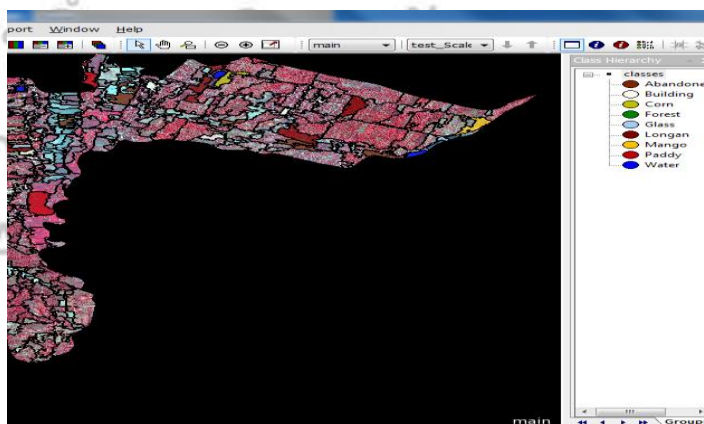 port Window Help
main test_Scale
Class Hierarchy
classes
Abandone
Building
Corn
Forest
Glass
Longan
Mango
Paddy
Water
main
Group